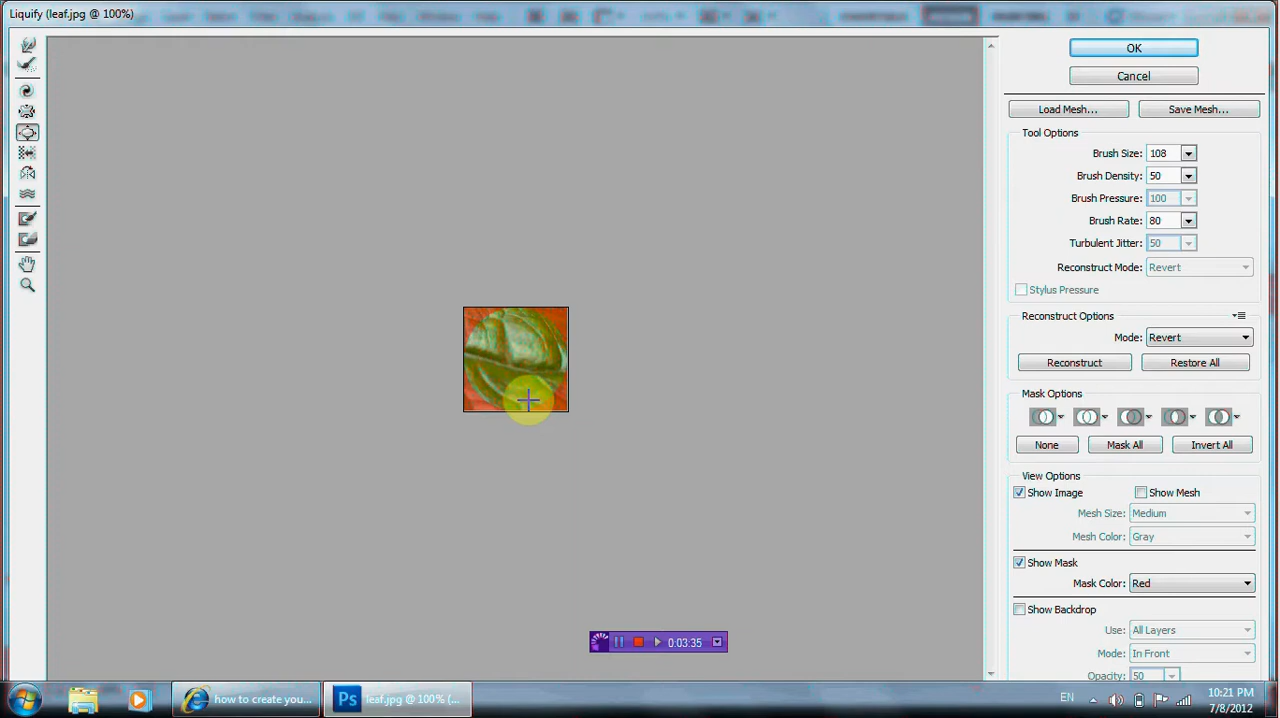 Liquify (leaf.jpg @ 100%)
OK
Cancel
Load Mesh...
Save Mesh...
Tool Options
Brush Size: 108
Brush Density: 50
Brush Pressure: 100
Brush Rate: 80
Turbulent Jitter: 50
Reconstruct Mode: Revert
Stylus Pressure
Reconstruct Options
Mode: Revert
Reconstruct
Restore All
Mask Options
None
Mask All
Invert All
View Options
Show Image
Show Mesh
Mesh Size: Medium
Mesh Color: Gray
Show Mask
Mask Color: Red
Show Backdrop
Use: All Layers
Mode: In Front
Opacity: 50
0:03:35
how to create you...
Ps
leaf.jpg @ 100% (...
EN
10:21 PM
7/8/2012